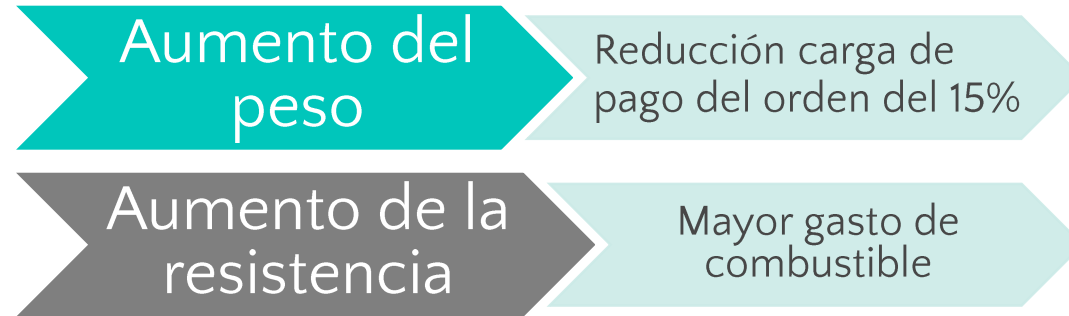 Aumento del
peso
Reducción carga de
pago del orden del 15%
Aumento de la
resistencia
Mayor gasto de
combustible